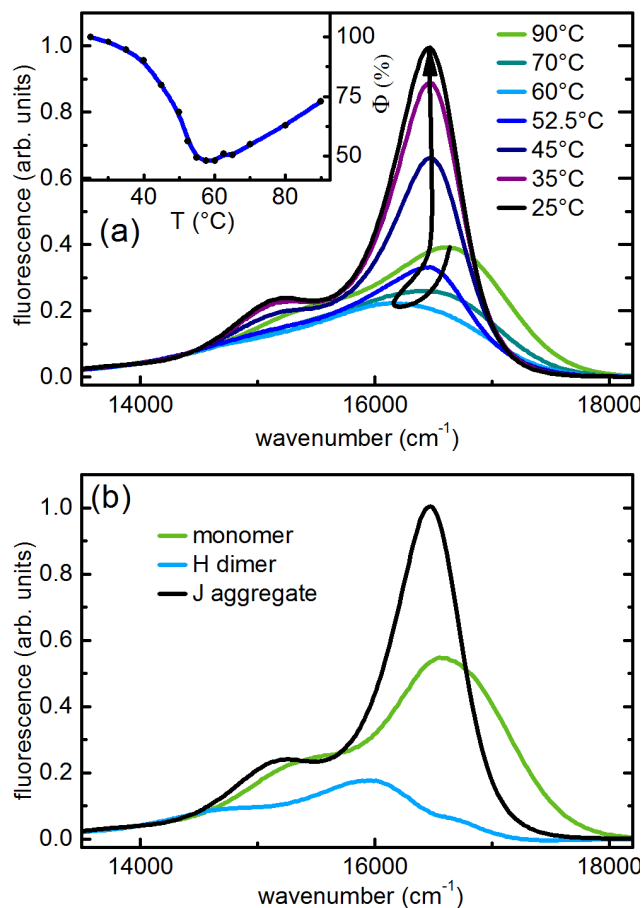 1.0
0.8
0.6
0.4
0.2
0.0
fluorescence (arb. units)
100
75
50
Φ (%)
40
60
80
T (°C)
(a)
90°C
70°C
60°C
52.5°C
45°C
35°C
25°C
14000
16000
18000
wavenumber (cm⁻¹)
(b)
1.0
0.8
0.6
0.4
0.2
0.0
fluorescence (arb. units)
monomer
H dimer
J aggregate
14000
16000
18000
wavenumber (cm⁻¹)